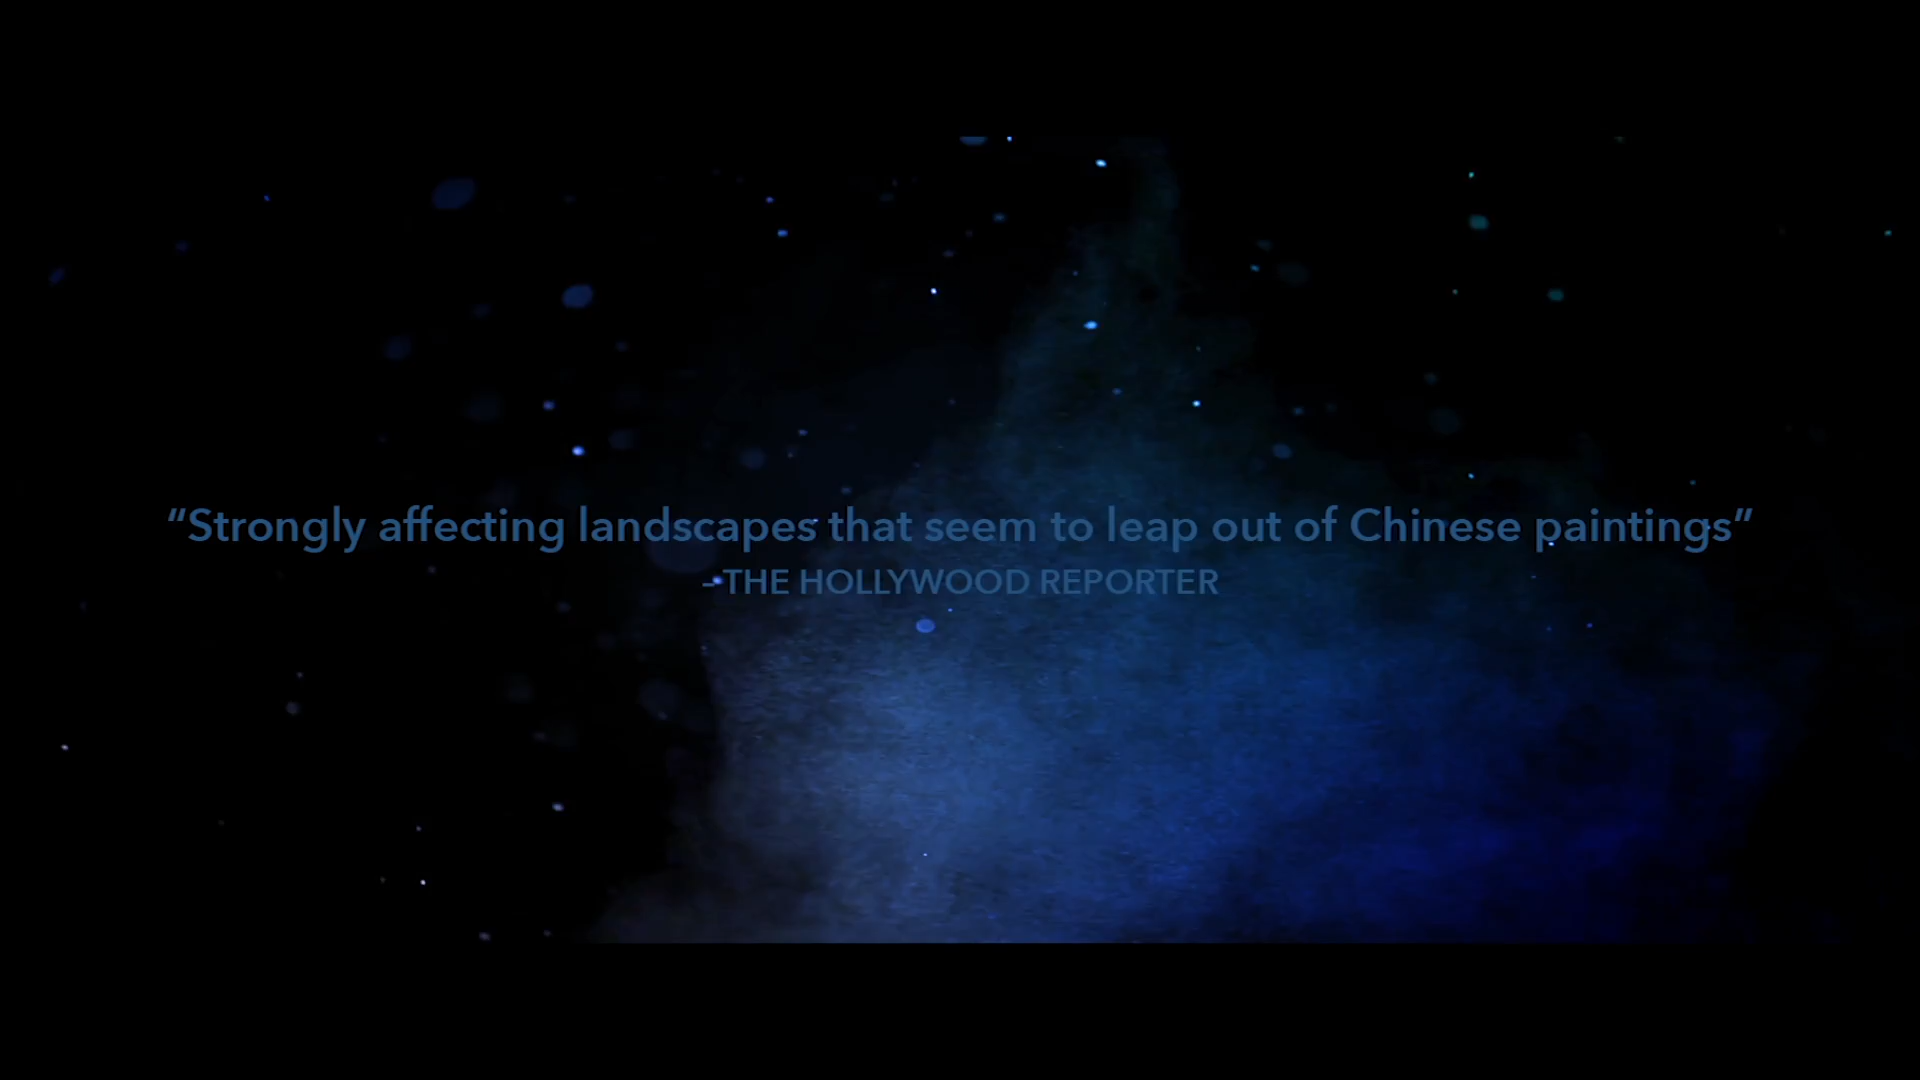 “Strongly affecting landscapes that seem to leap out of Chinese paintings”
–THE HOLLYWOOD REPORTER